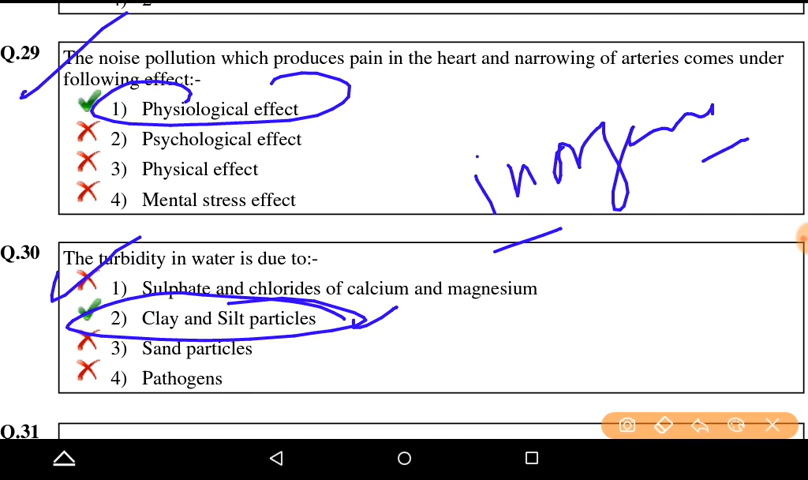 Q.29 The noise pollution which produces pain in the heart and narrowing of arteries comes under
following effect:-
1) Physiological effect
2) Psychological effect
3) Physical effect
4) Mental stress effect
Q.30 The turbidity in water is due to:-
1) Sulphate and chlorides of calcium and magnesium
2) Clay and Silt particles
3) Sand particles
4) Pathogens
Q.31